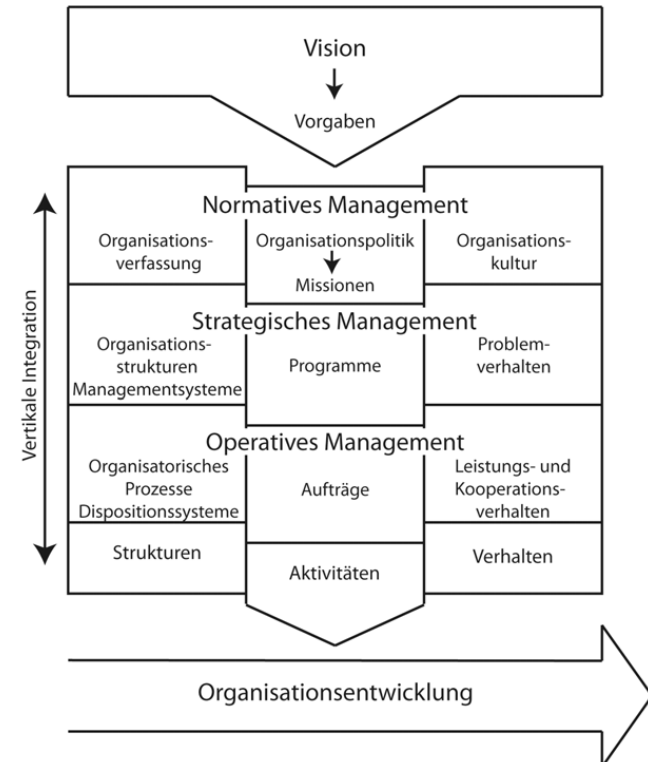 Vision
Vorgaben
Normatives Management
Organisations-
verfassung
Organisationspolitik
Missionen
Organisations-
kultur
Strategisches Management
Organisations-
strukturen
Managementsysteme
Programme
Problem-
verhalten
Operatives Management
Organisatorisches
Prozesse
Dispositionssysteme
Aufträge
Leistungs- und
Kooperations-
verhalten
Strukturen
Aktivitäten
Verhalten
Vertikale Integration
Organisationsentwicklung